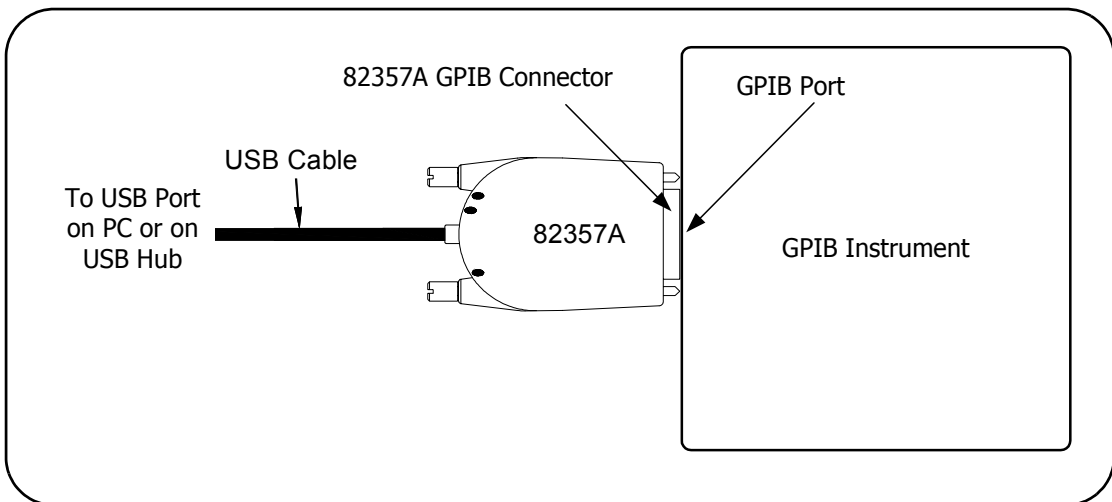 82357A GPIB Connector
GPIB Port
USB Cable
To USB Port
on PC or on
USB Hub
82357A
GPIB Instrument